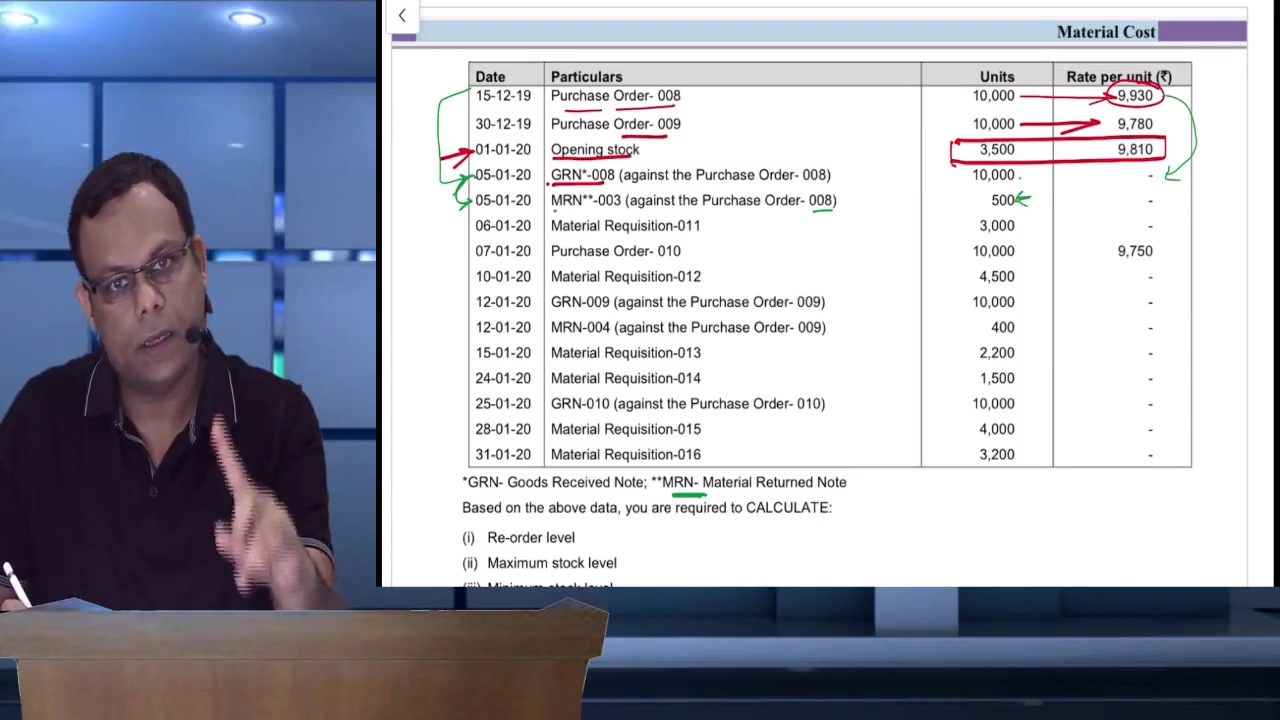 Material Cost
Date Particulars Units Rate per unit (₹)
15-12-19 Purchase Order- 008 10,000 9,930
30-12-19 Purchase Order- 009 10,000 9,780
01-01-20 Opening stock 3,500 9,810
05-01-20 GRN*-008 (against the Purchase Order- 008) 10,000 -
05-01-20 MRN**-003 (against the Purchase Order- 008) 500 -
06-01-20 Material Requisition-011 3,000 -
07-01-20 Purchase Order- 010 10,000 9,750
10-01-20 Material Requisition-012 4,500 -
12-01-20 GRN-009 (against the Purchase Order- 009) 10,000 -
12-01-20 MRN-004 (against the Purchase Order- 009) 400 -
15-01-20 Material Requisition-013 2,200 -
24-01-20 Material Requisition-014 1,500 -
25-01-20 GRN-010 (against the Purchase Order- 010) 10,000 -
28-01-20 Material Requisition-015 4,000 -
31-01-20 Material Requisition-016 3,200 -
*GRN- Goods Received Note; **MRN- Material Returned Note
Based on the above data, you are required to CALCULATE:
(i) Re-order level
(ii) Maximum stock level
(iii) Minimum stock level